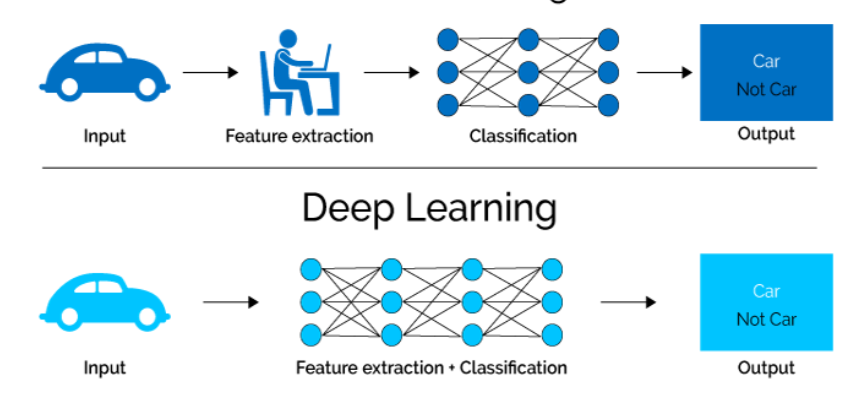 Car
Not Car
Input
Feature extraction
Classification
Output
Deep Learning
Car
Not Car
Input
Feature extraction + Classification
Output